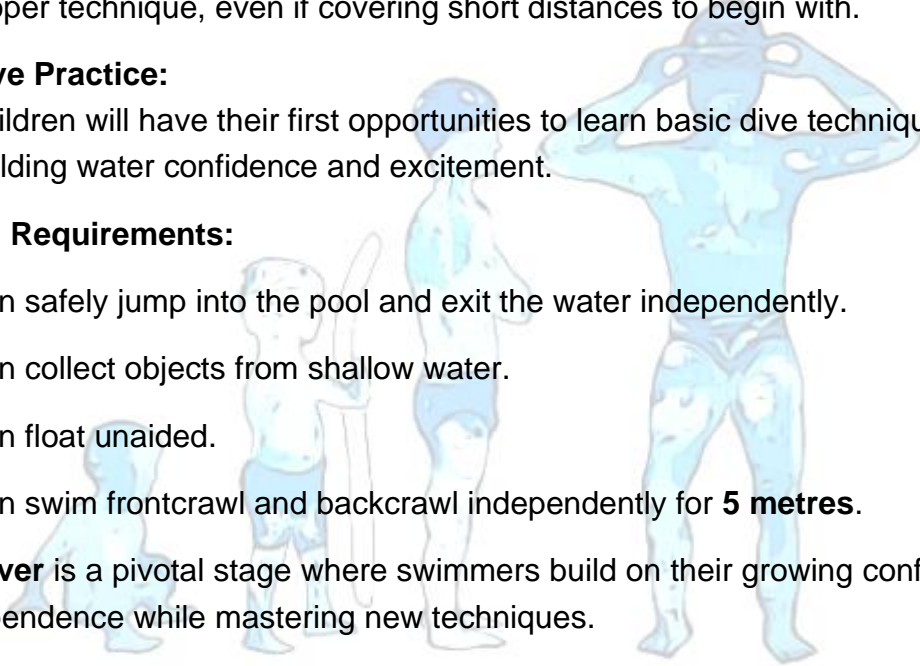 oper technique, even if covering short distances to begin with.
ve Practice:
ildren will have their first opportunities to learn basic dive techniqu
lding water confidence and excitement.
Requirements:
n safely jump into the pool and exit the water independently.
n collect objects from shallow water.
n float unaided.
n swim frontcrawl and backcrawl independently for 5 metres.
ver is a pivotal stage where swimmers build on their growing conf
pendence while mastering new techniques.